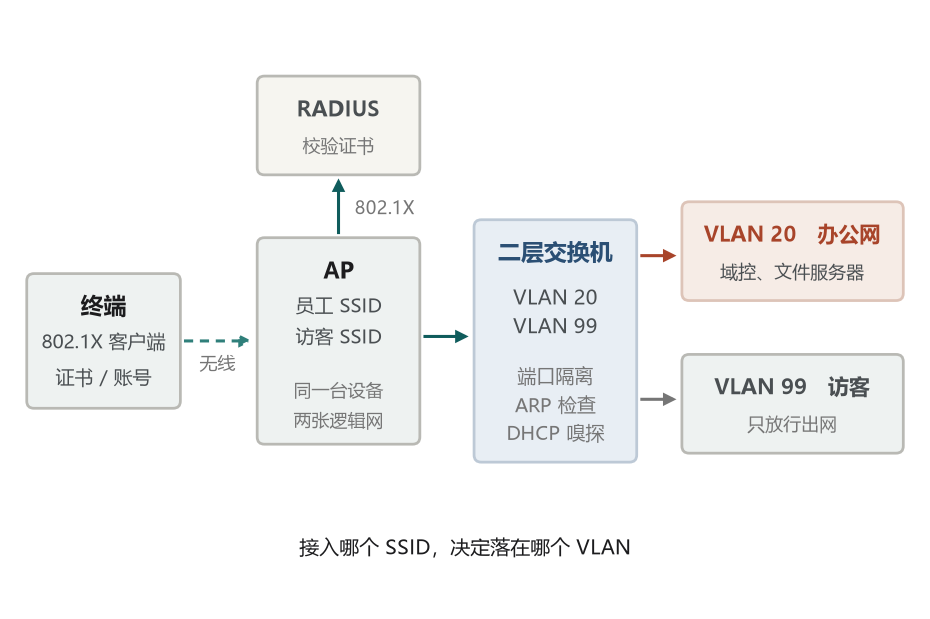 RADIUS
校验证书
802.1X
终端
802.1X 客户端
证书 / 账号
无线
AP
员工 SSID
访客 SSID
同一台设备
两张逻辑网
二层交换机
VLAN 20
VLAN 99
端口隔离
ARP 检查
DHCP 嗅探
VLAN 20 办公网
域控、文件服务器
VLAN 99 访客
只放行出网
接入哪个 SSID，决定落在哪个 VLAN